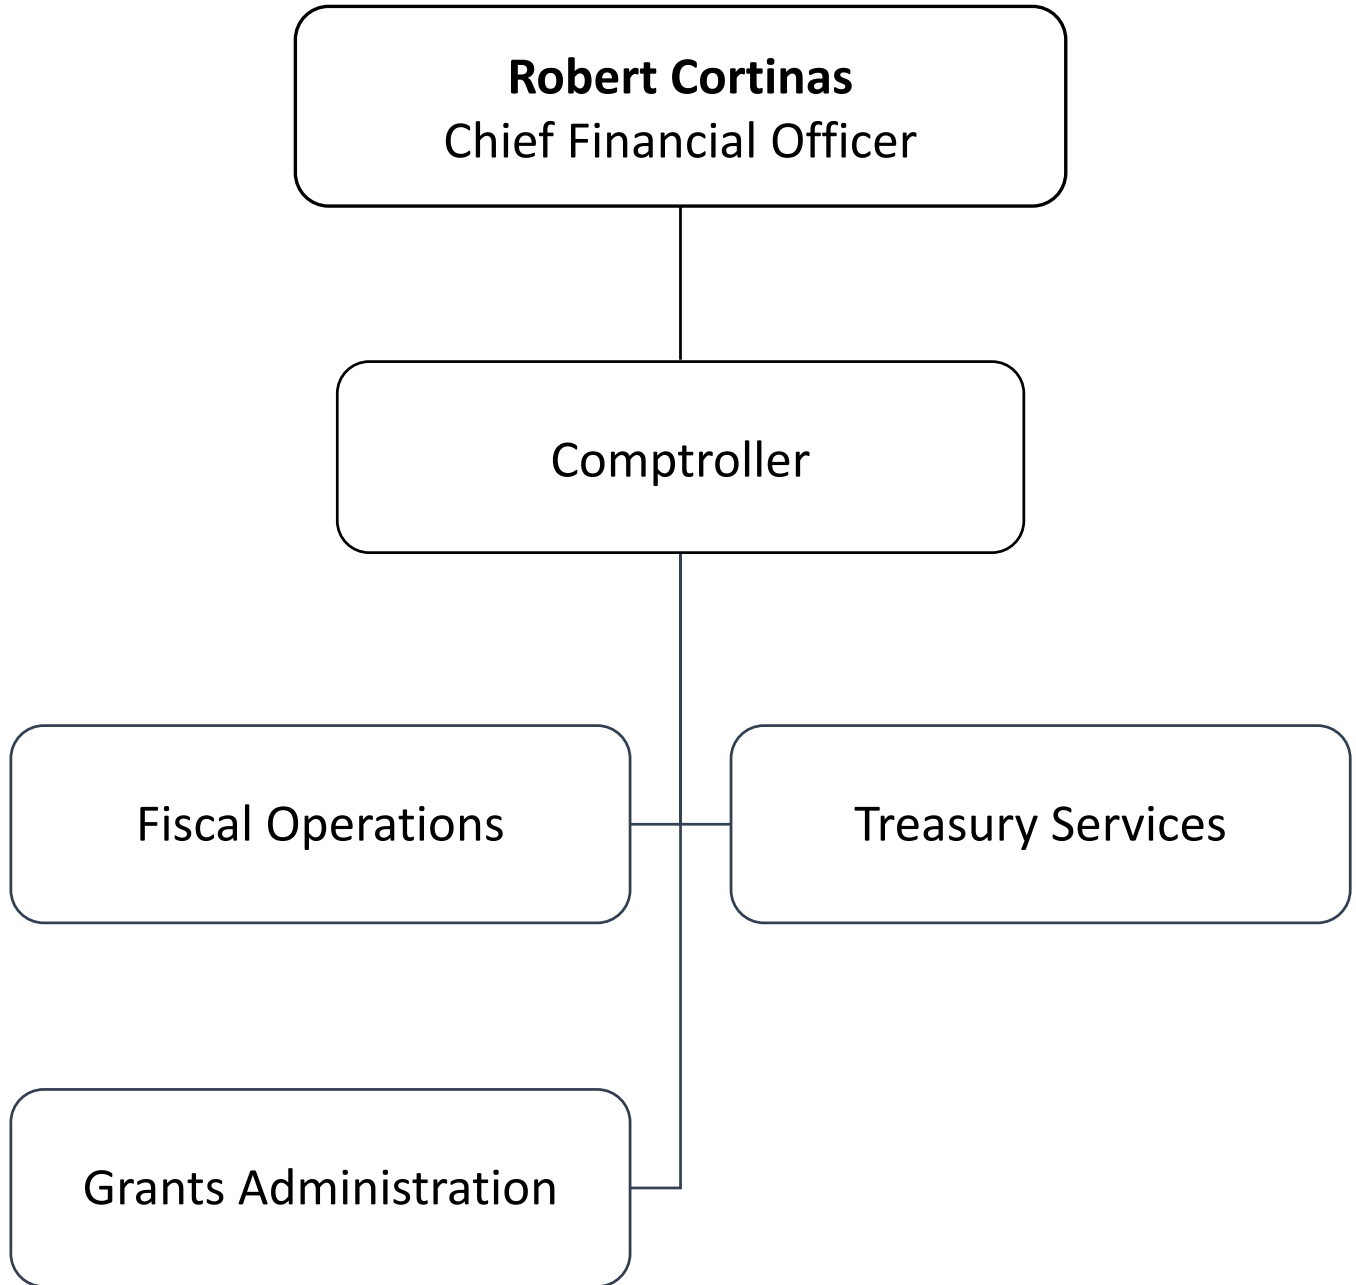 Robert Cortinas
Chief Financial Officer
Comptroller
Fiscal Operations
Treasury Services
Grants Administration